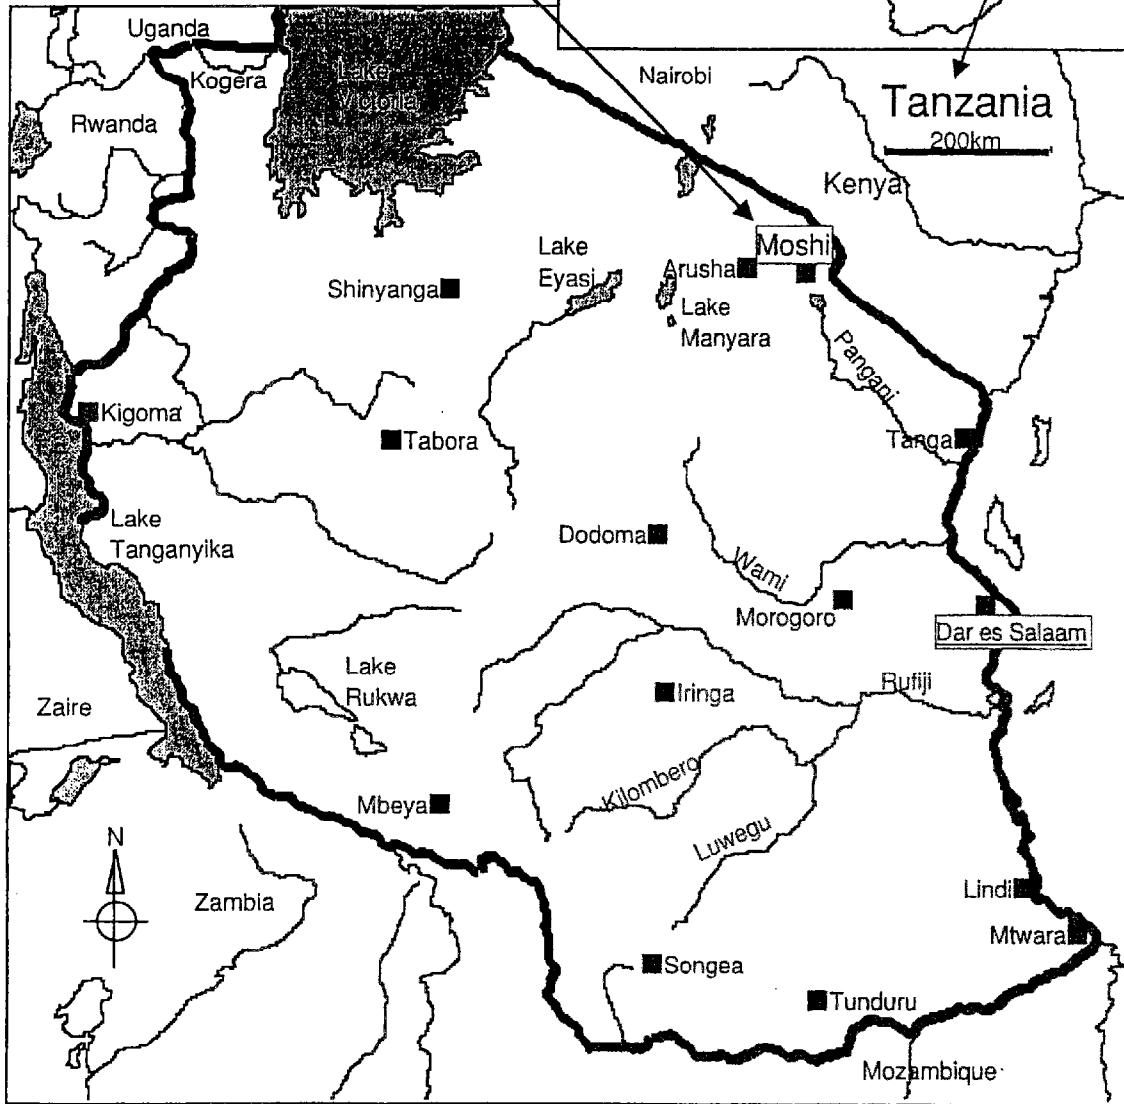 Uganda
Kogera
Lake
Victoria
Nairobi
Tanzania
200km
Rwanda
Kenya
Moshi
Lake
Eyasi
Arusha
Shinyanga
Lake
Manyara
Pangani
Kigoma
Tabora
Tanga
Lake
Tanganyika
Dodoma
Wami
Morogoro
Dar es Salaam
Lake
Rukwa
Iringa
Rufiji
Zaire
Kilombero
Mbeya
Luwegu
N
Zambia
Lindi
Mtwara
Songea
Tunduru
Mozambique